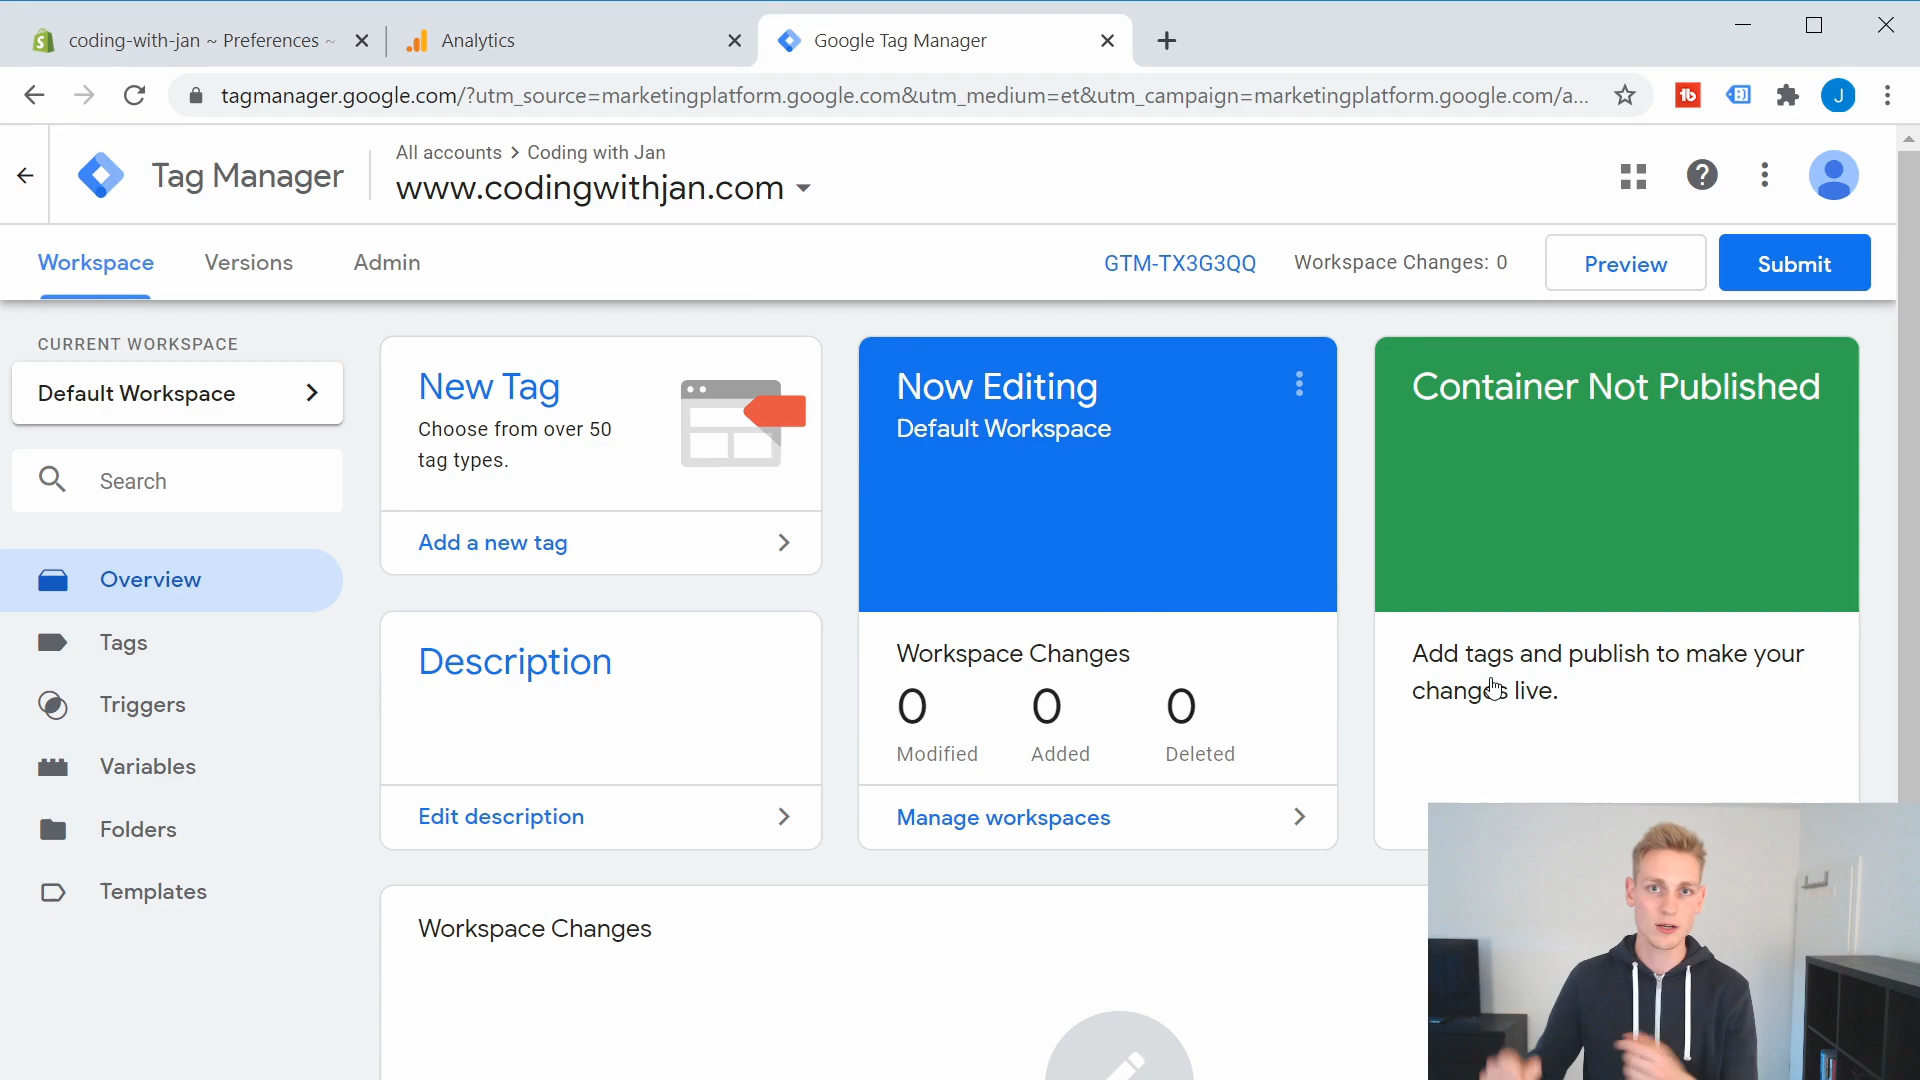 coding-with-jan ~ Preferences ~
Analytics
Google Tag Manager
tagmanager.google.com/?utm_source=marketingplatform.google.com&utm_medium=et&utm_campaign=marketingplatform.google.com/a...
J
Tag Manager
All accounts > Coding with Jan
www.codingwithjan.com
Workspace
Versions
Admin
GTM-TX3G3QQ
Workspace Changes: 0
Preview
Submit
CURRENT WORKSPACE
Default Workspace
Search
Overview
Tags
Triggers
Variables
Folders
Templates
New Tag
Choose from over 50
tag types.
Add a new tag
Description
Edit description
Now Editing
Default Workspace
Workspace Changes
0 0 0
Modified Added Deleted
Manage workspaces
Container Not Published
Add tags and publish to make your
changes live.
Workspace Changes